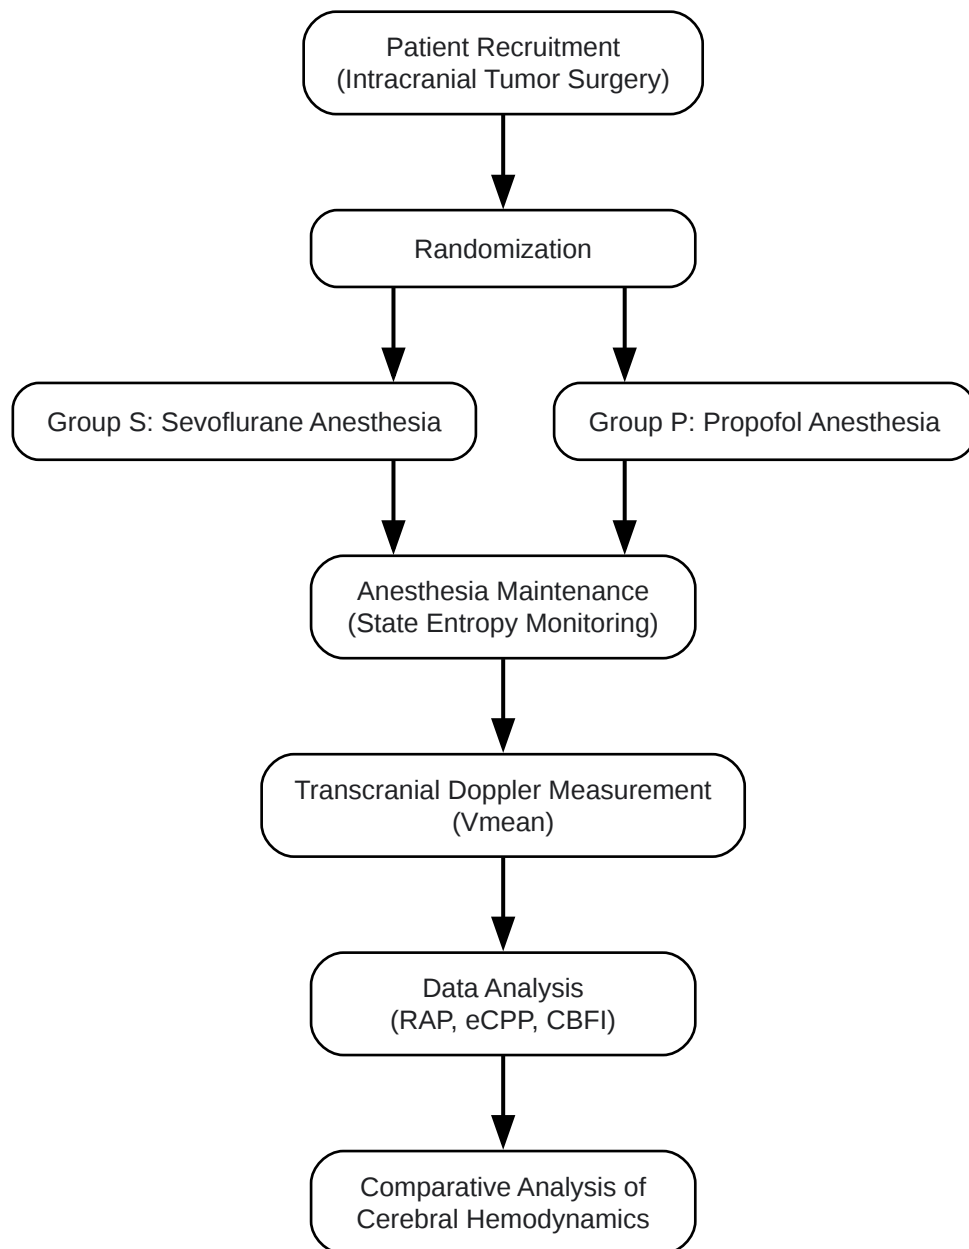 Patient Recruitment
(Intracranial Tumor Surgery)
Randomization
Group S: Sevoflurane Anesthesia
Group P: Propofol Anesthesia
Anesthesia Maintenance
(State Entropy Monitoring)
Transcranial Doppler Measurement
(Vmean)
Data Analysis
(RAP, eCPP, CBFI)
Comparative Analysis of
Cerebral Hemodynamics